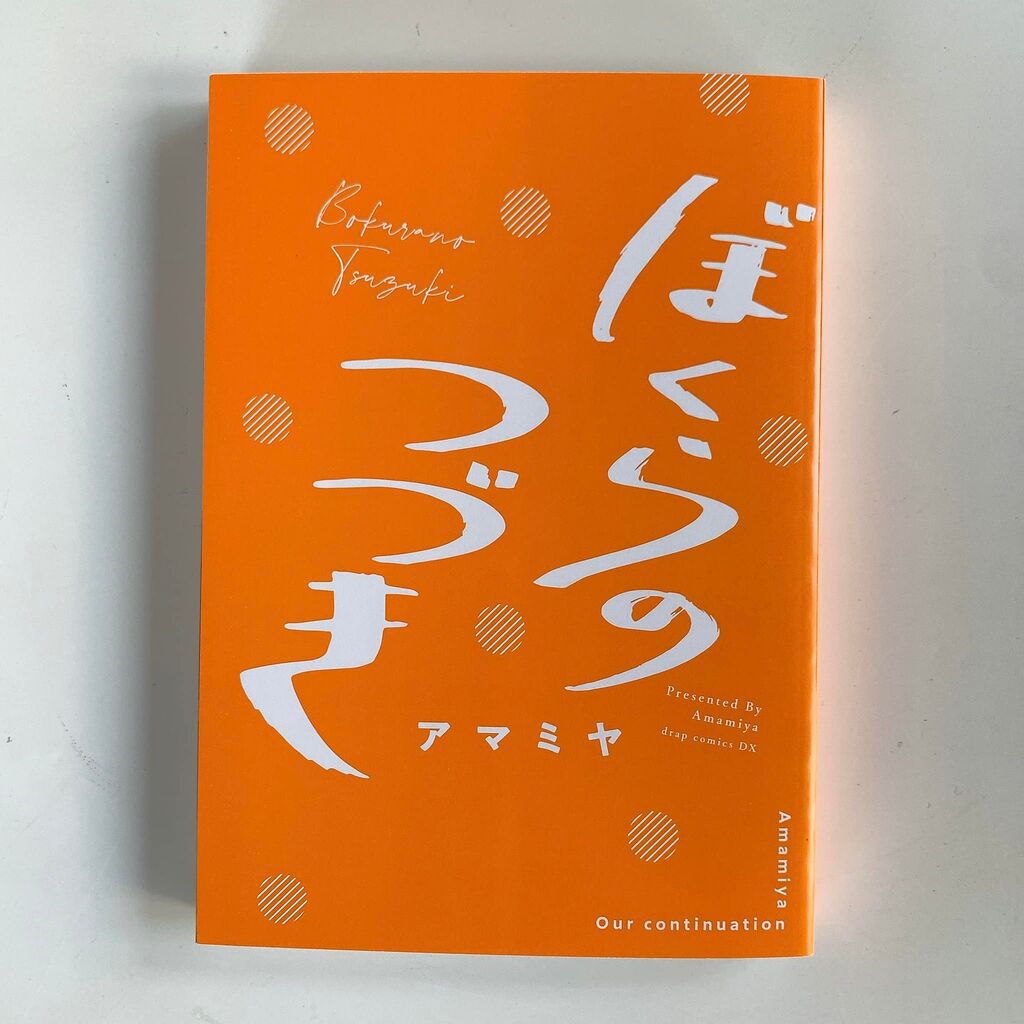 ぼくらの
つづき
Bokurano
Tsuzuki
アマミヤ
Presented By
Amamiya
drap comics DX
Amamiya
Our continuation